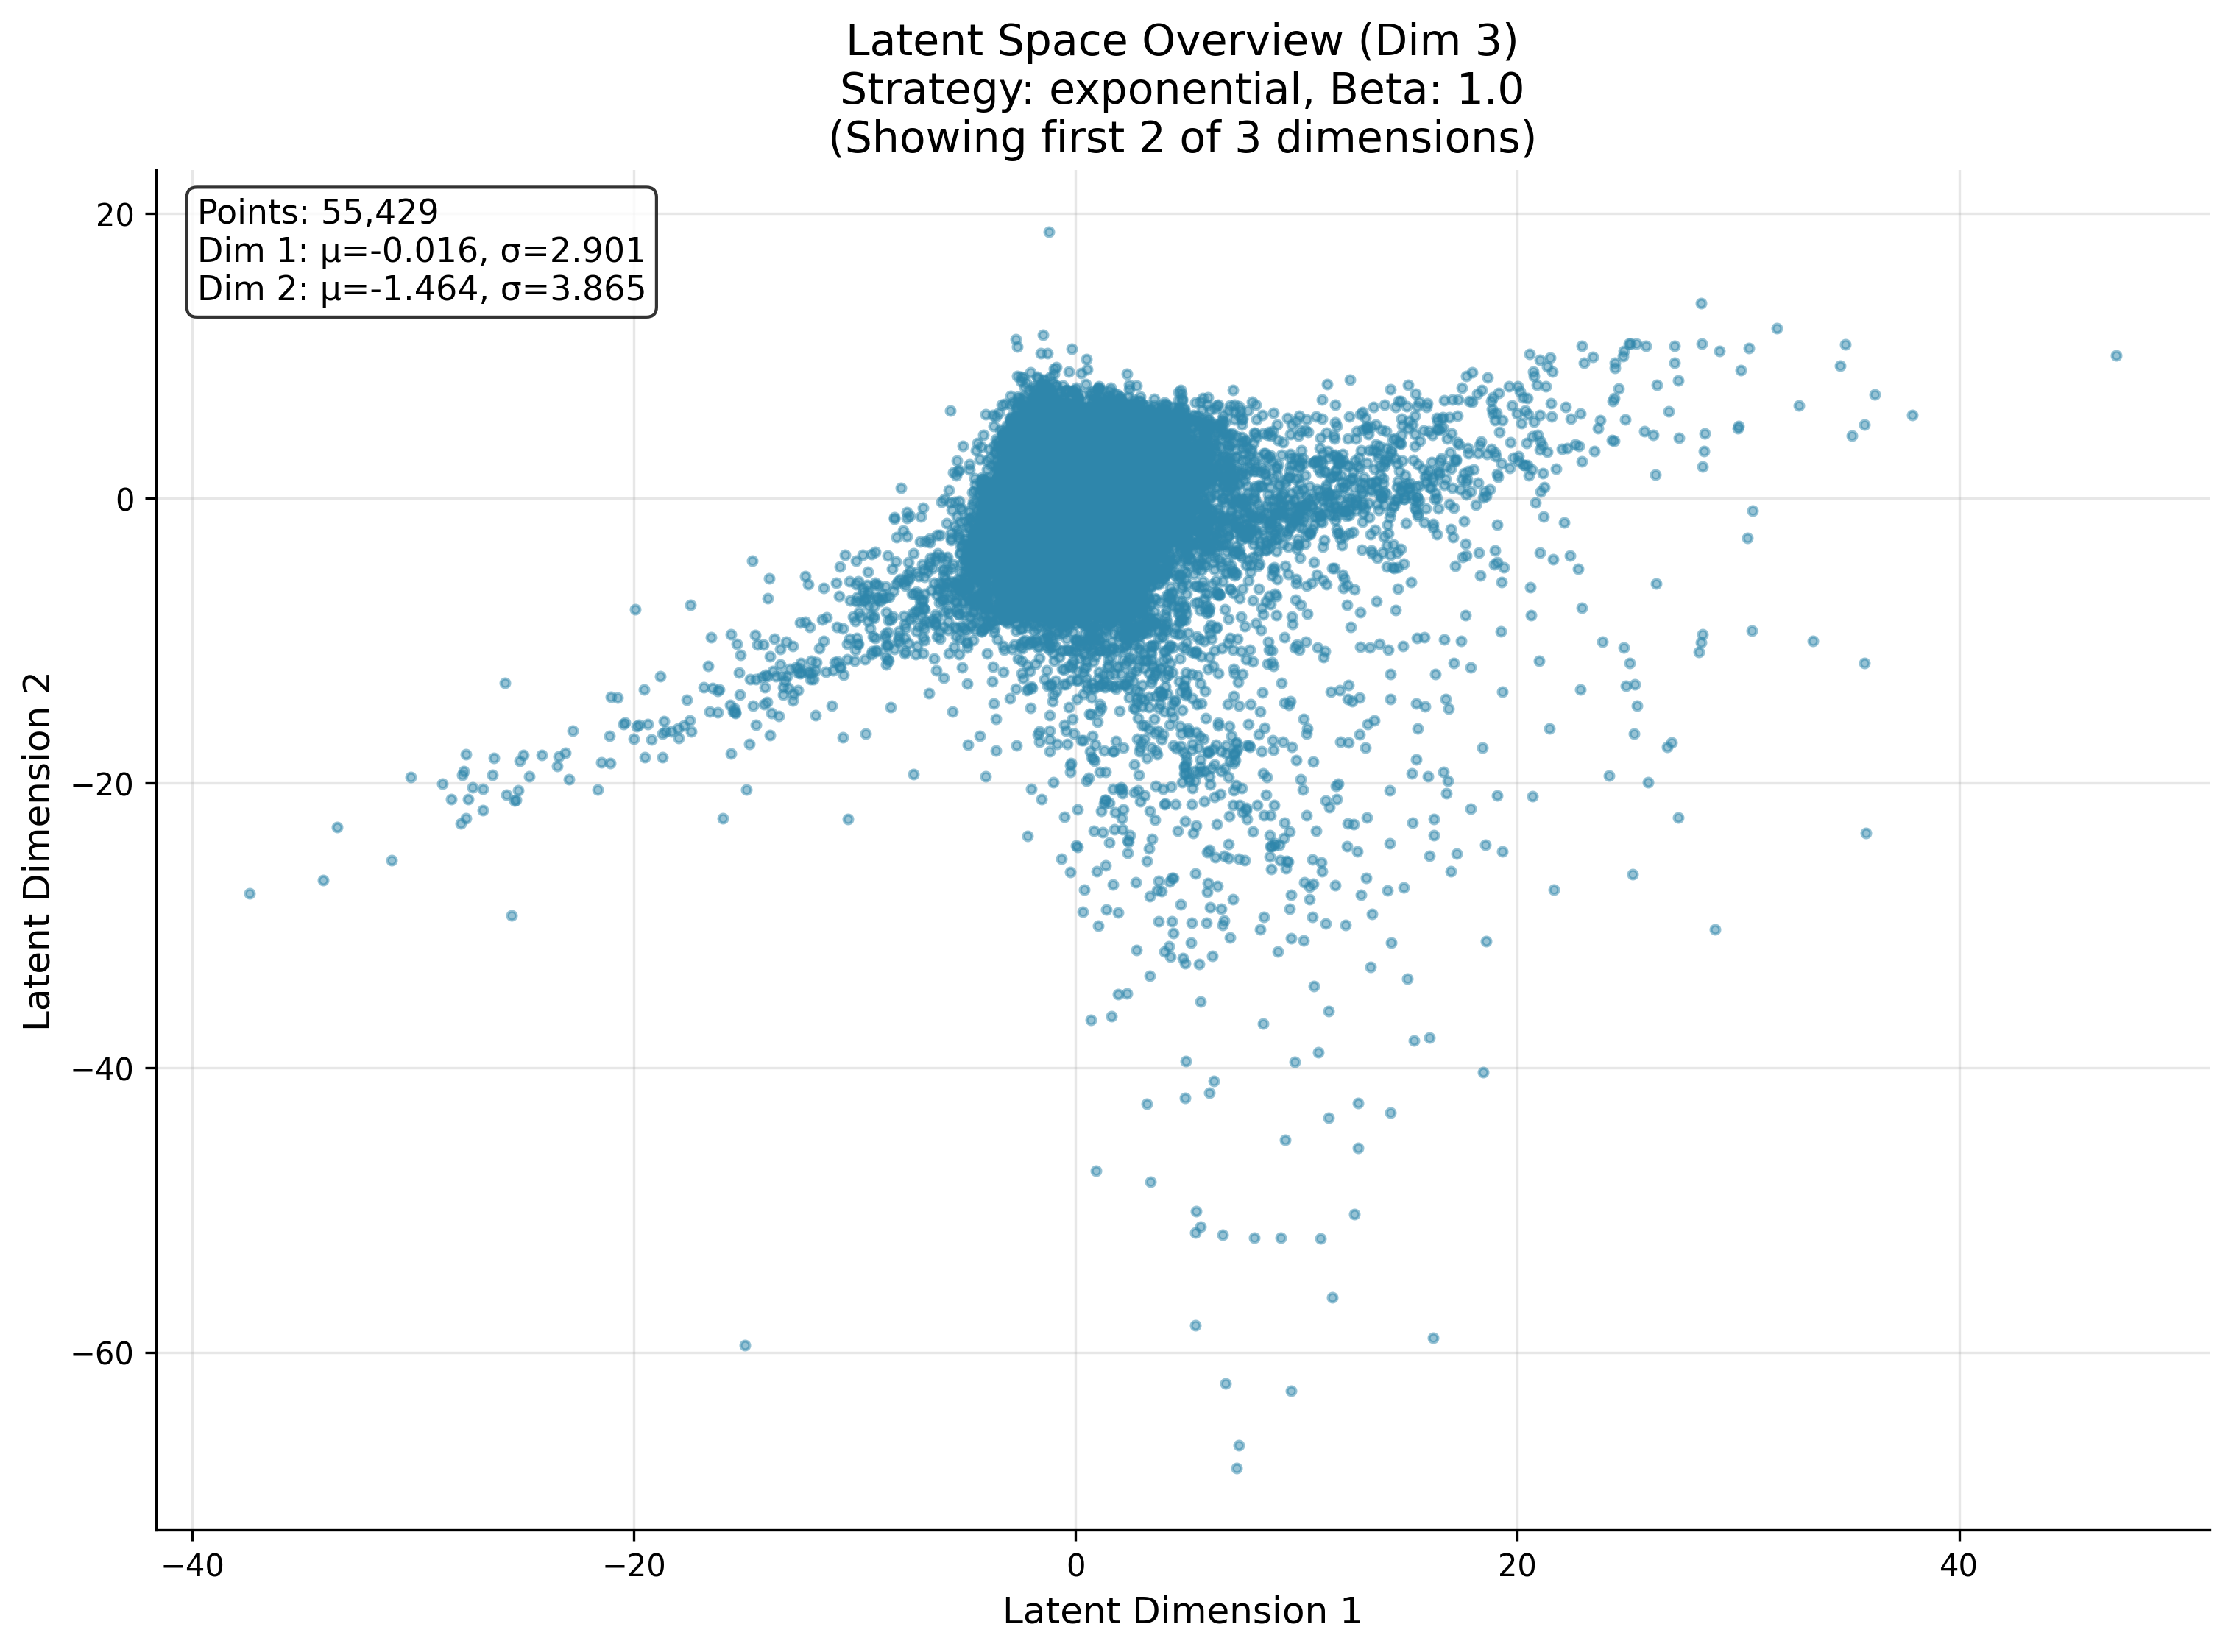 Latent Space Overview (Dim 3)
Strategy: exponential, Beta: 1.0
(Showing first 2 of 3 dimensions)
Points: 55,429
Dim 1: μ=-0.016, σ=2.901
Dim 2: μ=-1.464, σ=3.865
20
0
−20
−40
−60
Latent Dimension 2
−40
−20
0
20
40
Latent Dimension 1